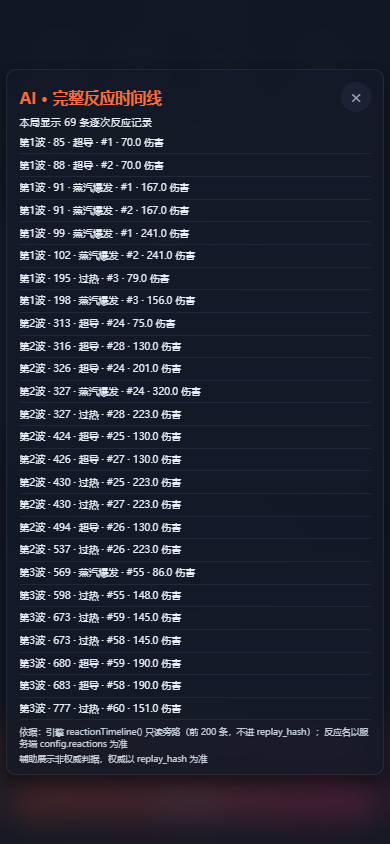 AI • 完整反应时间线
×
本局显示 69 条逐次反应记录
第1波 · 85 · 超导 · #1 · 70.0 伤害
第1波 · 88 · 超导 · #2 · 70.0 伤害
第1波 · 91 · 蒸汽爆发 · #1 · 167.0 伤害
第1波 · 91 · 蒸汽爆发 · #2 · 167.0 伤害
第1波 · 99 · 蒸汽爆发 · #1 · 241.0 伤害
第1波 · 102 · 蒸汽爆发 · #2 · 241.0 伤害
第1波 · 195 · 过热 · #3 · 79.0 伤害
第1波 · 198 · 蒸汽爆发 · #3 · 156.0 伤害
第2波 · 313 · 超导 · #24 · 75.0 伤害
第2波 · 316 · 超导 · #28 · 130.0 伤害
第2波 · 326 · 超导 · #24 · 201.0 伤害
第2波 · 327 · 蒸汽爆发 · #24 · 320.0 伤害
第2波 · 327 · 过热 · #28 · 223.0 伤害
第2波 · 424 · 超导 · #25 · 130.0 伤害
第2波 · 426 · 超导 · #27 · 130.0 伤害
第2波 · 430 · 过热 · #25 · 223.0 伤害
第2波 · 430 · 过热 · #27 · 223.0 伤害
第2波 · 494 · 超导 · #26 · 130.0 伤害
第2波 · 537 · 过热 · #26 · 223.0 伤害
第3波 · 569 · 蒸汽爆发 · #55 · 86.0 伤害
第3波 · 598 · 过热 · #55 · 148.0 伤害
第3波 · 673 · 过热 · #59 · 145.0 伤害
第3波 · 673 · 过热 · #58 · 145.0 伤害
第3波 · 680 · 超导 · #59 · 190.0 伤害
第3波 · 683 · 超导 · #58 · 190.0 伤害
第3波 · 777 · 过热 · #60 · 151.0 伤害
依据：引擎 reactionTimeline() 只读旁路（前 200 条，不进 replay_hash）；反应名以服
务端 config.reactions 为准
辅助展示非权威判据，权威以 replay_hash 为准